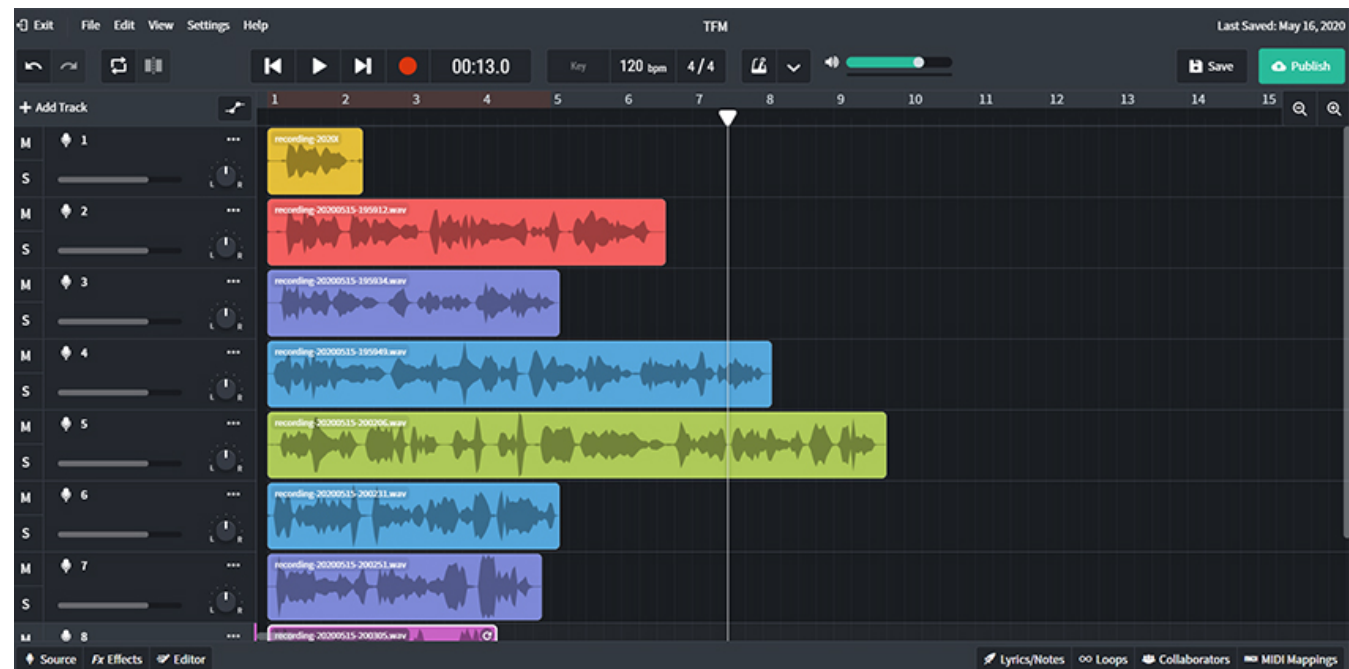 Exit File Edit View Settings Help TFM Last Saved: May 16, 2020
00:13.0 Key 120 bpm 4/4 Save Publish
+ Add Track 1 2 3 4 5 6 7 8 9 10 11 12 13 14 15
M 1 ... recording-2020
S L R
M 2 ... recording-20200515-195912.wav
S L R
M 3 ... recording-20200515-195934.wav
S L R
M 4 ... recording-20200515-195949.wav
S L R
M 5 ... recording-20200515-200206.wav
S L R
M 6 ... recording-20200515-200231.wav
S L R
M 7 ... recording-20200515-200251.wav
S L R
M 8 ... recording-20200515-200305.wav
Source Fx Effects Editor Lyrics/Notes Loops Collaborators MIDI Mappings